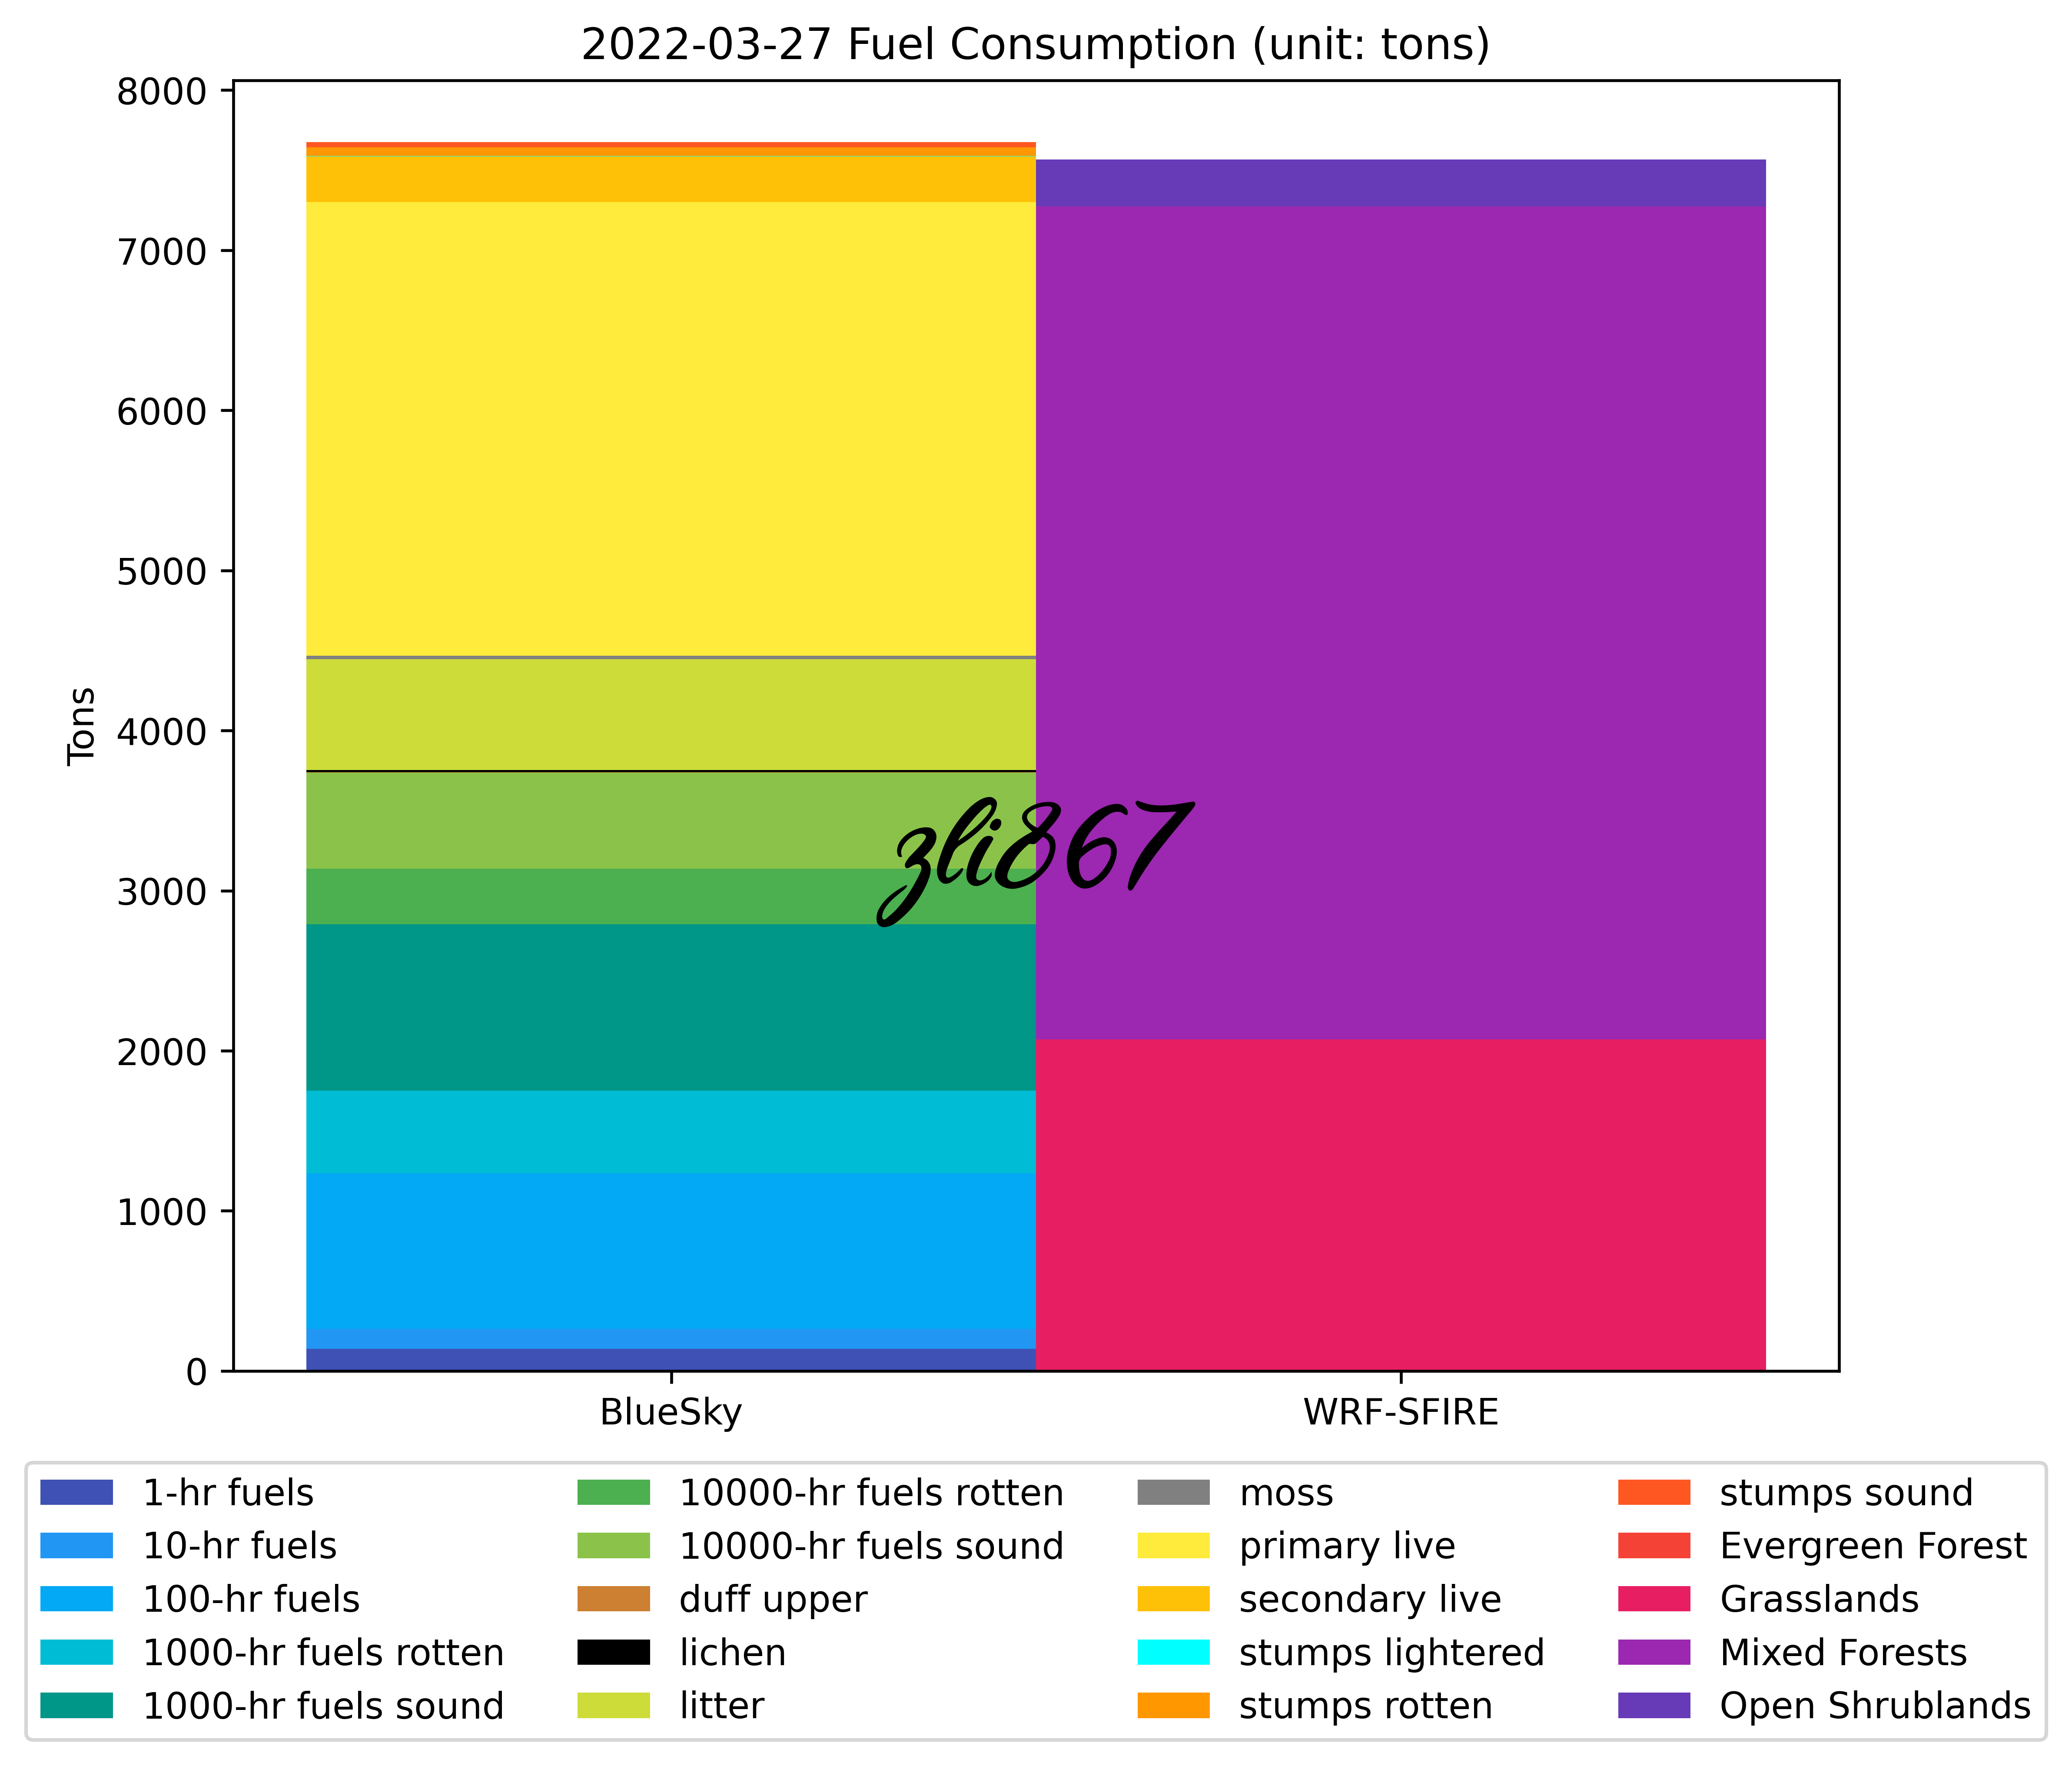 2022-03-27 Fuel Consumption (unit: tons)
8000
7000
6000
5000
4000
3000
2000
1000
0
Tons
zli867
BlueSky
WRF-SFIRE
1-hr fuels
10-hr fuels
100-hr fuels
1000-hr fuels rotten
1000-hr fuels sound
10000-hr fuels rotten
10000-hr fuels sound
duff upper
lichen
litter
moss
primary live
secondary live
stumps lightered
stumps rotten
stumps sound
Evergreen Forest
Grasslands
Mixed Forests
Open Shrublands